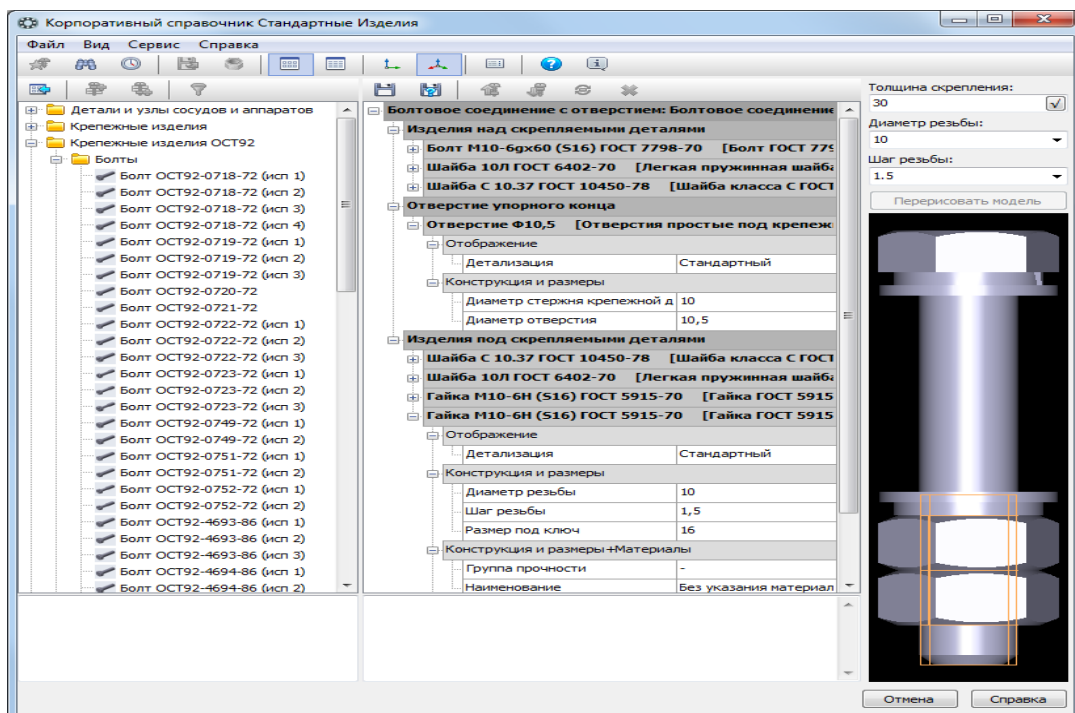 Корпоративный справочник Стандартные Изделия
Файл Вид Сервис Справка
Детали и узлы сосудов и аппаратов
Крепежные изделия
Крепежные изделия ОСТ92
Болты
Болт ОСТ92-0718-72 (исп 1)
Болт ОСТ92-0718-72 (исп 2)
Болт ОСТ92-0718-72 (исп 3)
Болт ОСТ92-0718-72 (исп 4)
Болт ОСТ92-0719-72 (исп 1)
Болт ОСТ92-0719-72 (исп 2)
Болт ОСТ92-0719-72 (исп 3)
Болт ОСТ92-0720-72
Болт ОСТ92-0721-72
Болт ОСТ92-0722-72 (исп 1)
Болт ОСТ92-0722-72 (исп 2)
Болт ОСТ92-0722-72 (исп 3)
Болт ОСТ92-0723-72 (исп 1)
Болт ОСТ92-0723-72 (исп 2)
Болт ОСТ92-0723-72 (исп 3)
Болт ОСТ92-0749-72 (исп 1)
Болт ОСТ92-0749-72 (исп 2)
Болт ОСТ92-0751-72 (исп 1)
Болт ОСТ92-0751-72 (исп 2)
Болт ОСТ92-0752-72 (исп 1)
Болт ОСТ92-0752-72 (исп 2)
Болт ОСТ92-4693-86 (исп 1)
Болт ОСТ92-4693-86 (исп 2)
Болт ОСТ92-4693-86 (исп 3)
Болт ОСТ92-4694-86 (исп 1)
Болт ОСТ92-4694-86 (исп 2)
Болтовое соединение с отверстием: Болтовое соединение
Изделия над скрепляемыми деталями
Болт М10-6gx60 (S16) ГОСТ 7798-70 [Болт ГОСТ 779
Шайба 10Л ГОСТ 6402-70 [Легкая пружинная шайба
Шайба С 10.37 ГОСТ 10450-78 [Шайба класса С ГОСТ
Отверстие упорного конца
Отверстие Ф10,5 [Отверстия простые под крепеж
Отображение
Детализация Стандартный
Конструкция и размеры
Диаметр стержня крепежной д 10
Диаметр отверстия 10,5
Изделия под скрепляемыми деталями
Шайба С 10.37 ГОСТ 10450-78 [Шайба класса С ГОСТ
Шайба 10Л ГОСТ 6402-70 [Легкая пружинная шайба
Гайка М10-6Н (S16) ГОСТ 5915-70 [Гайка ГОСТ 5915
Гайка М10-6Н (S16) ГОСТ 5915-70 [Гайка ГОСТ 5915
Отображение
Детализация Стандартный
Конструкция и размеры
Диаметр резьбы 10
Шаг резьбы 1,5
Размер под ключ 16
Конструкция и размеры+Материалы
Группа прочности -
Наименование Без указания материал
Толщина скрепления:
30
Диаметр резьбы:
10
Шаг резьбы:
1.5
Перерисовать модель
Отмена Справка